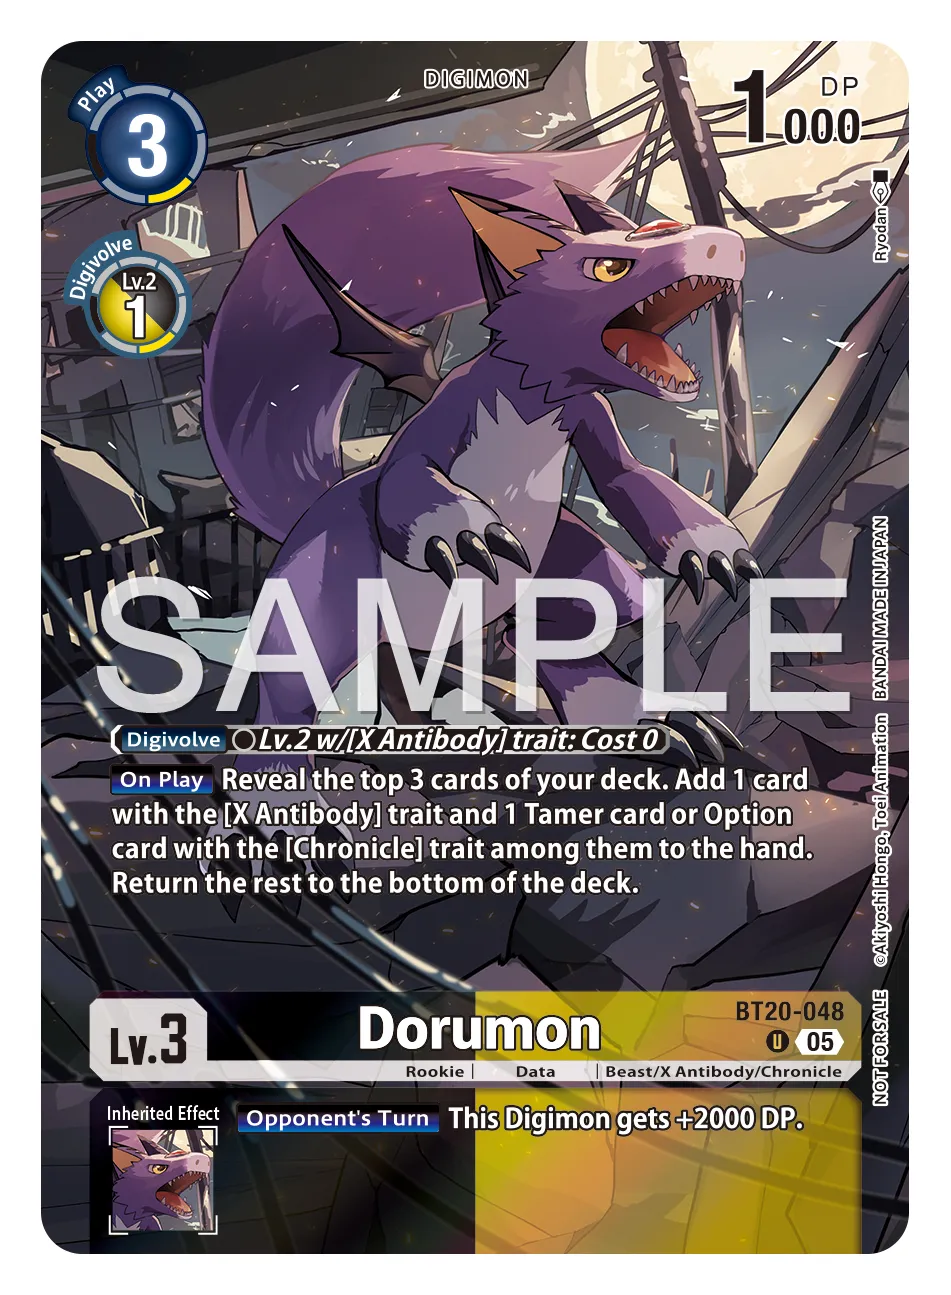 Play
3
DIGIMON
1000
DP
Digivolve
Lv.2
1
Ryodan
SAMPLE
Digivolve Lv.2 w/[X Antibody] trait: Cost 0
On Play Reveal the top 3 cards of your deck. Add 1 card
with the [X Antibody] trait and 1 Tamer card or Option
card with the [Chronicle] trait among them to the hand.
Return the rest to the bottom of the deck.
©Akiyoshi Hongo, Toei Animation BANDAI MADE IN JAPAN
NOT FOR SALE
Lv.3
Dorumon
BT20-048
U 05
Rookie | Data | Beast/X Antibody/Chronicle
Inherited Effect
Opponent's Turn This Digimon gets +2000 DP.